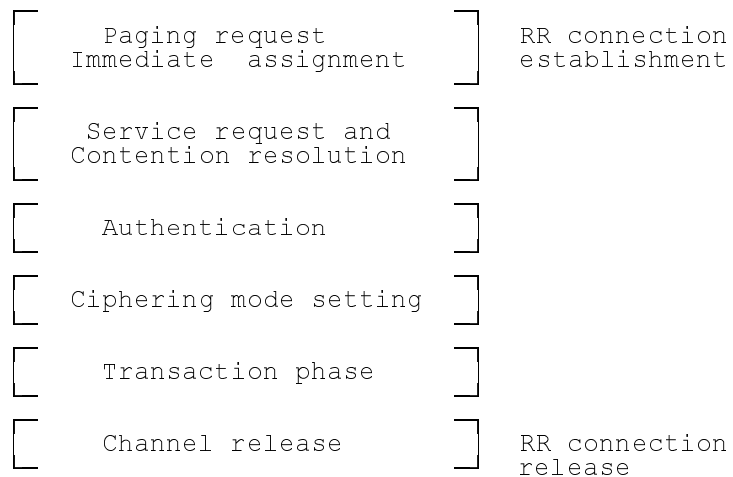 Paging request
Immediate assignment
RR connection
establishment
Service request and
Contention resolution
Authentication
Ciphering mode setting
Transaction phase
Channel release
RR connection
release